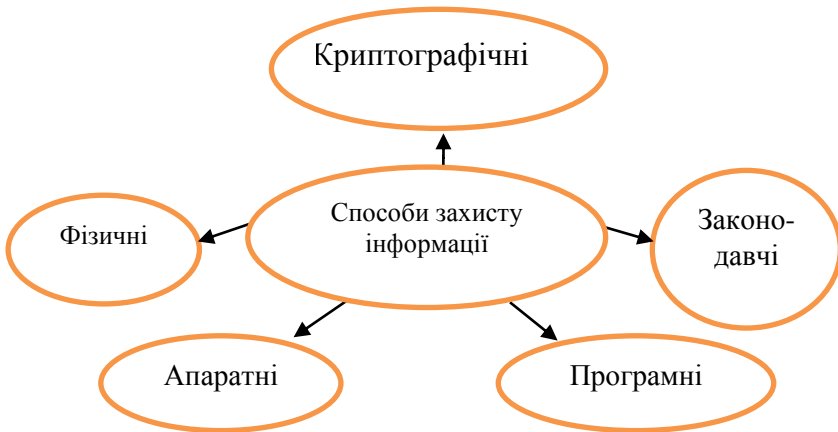 Криптографічні
Способи захисту
інформації
Фізичні
Законо-
давчі
Апаратні
Програмні